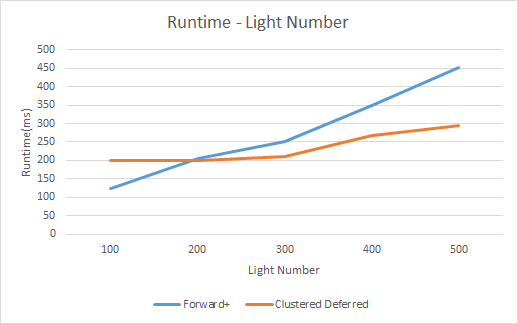 Runtime - Light Number
500
450
400
350
300
250
200
150
100
50
0
Runtime(ms)
100 200 300 400 500
Light Number
Forward+ Clustered Deferred